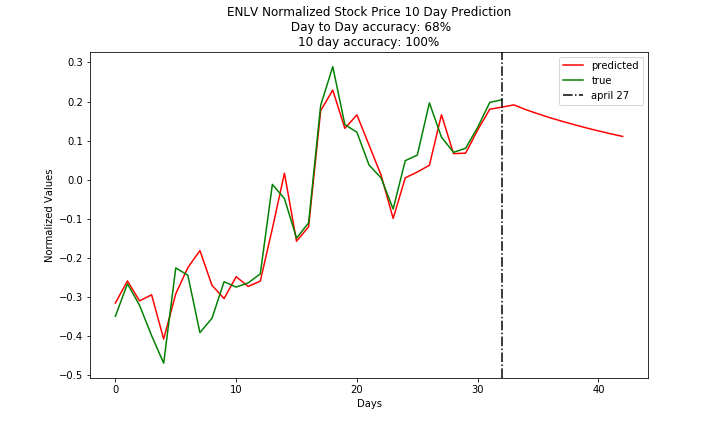 ENLV Normalized Stock Price 10 Day Prediction
Day to Day accuracy: 68%
10 day accuracy: 100%
predicted
true
april 27
Normalized Values
0.3
0.2
0.1
0.0
−0.1
−0.2
−0.3
−0.4
−0.5
0
10
20
30
40
Days